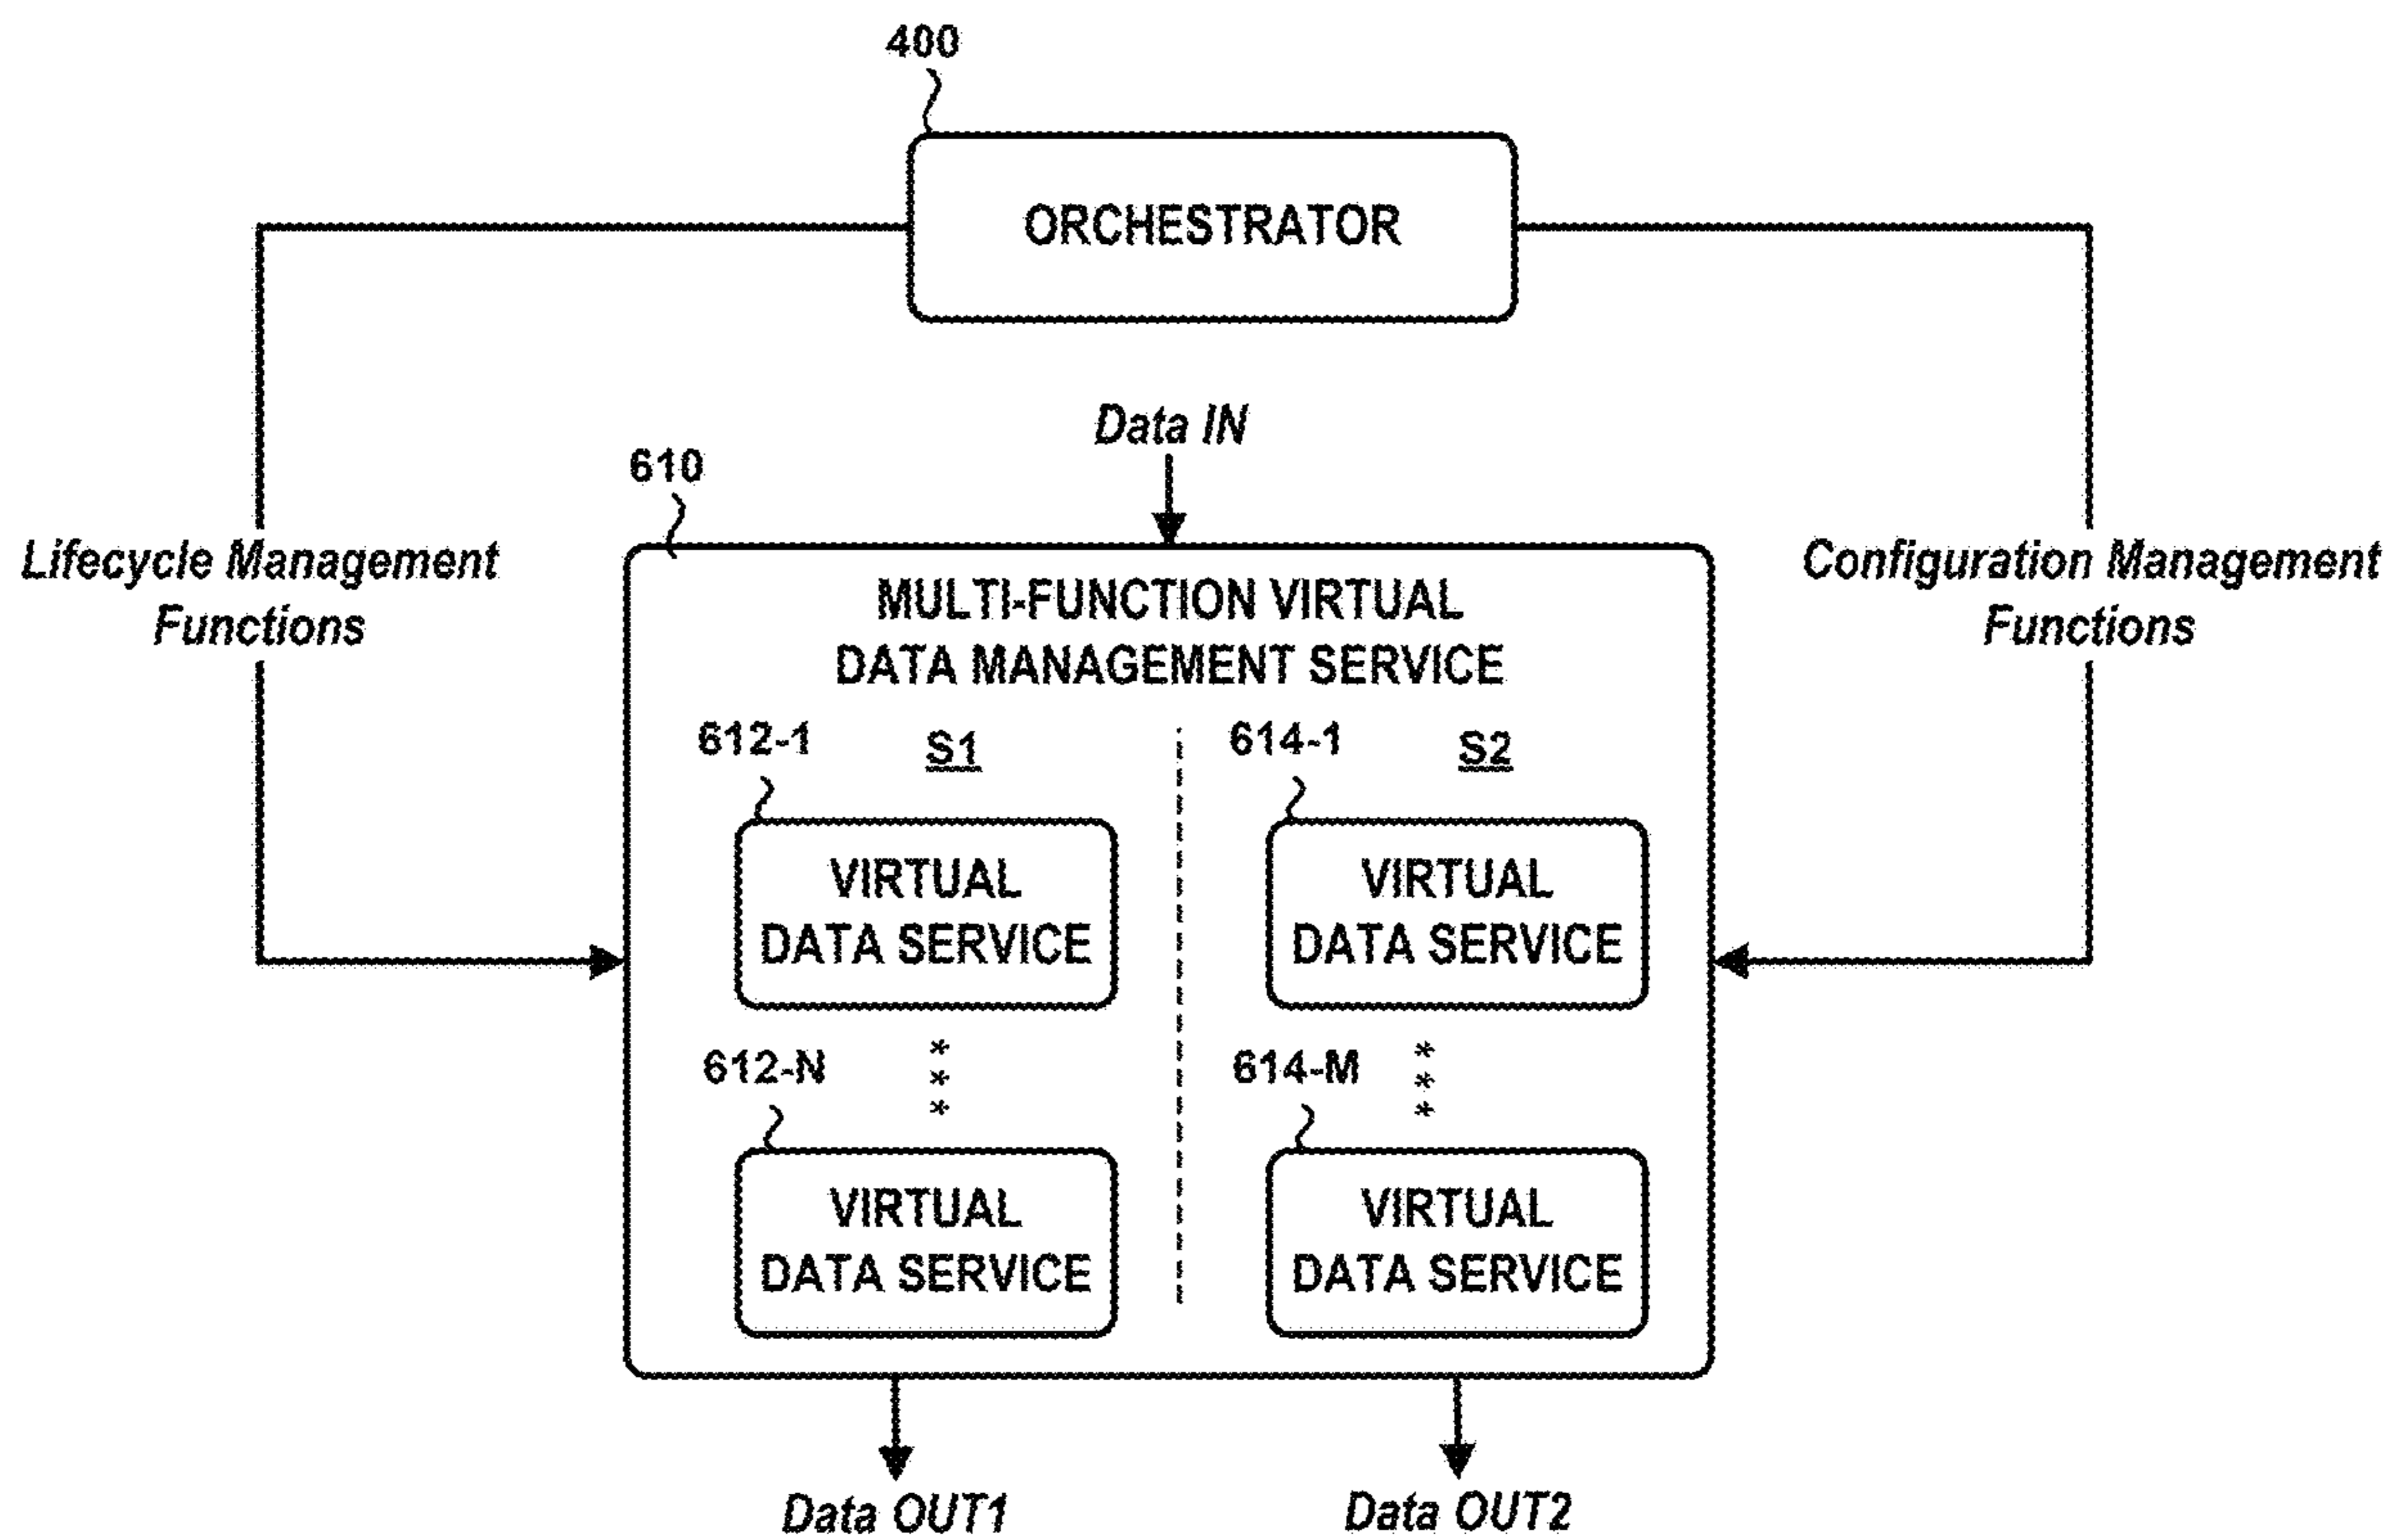 400
ORCHESTRATOR
Data IN
610
Lifecycle Management
Functions
Configuration Management
Functions
MULTI-FUNCTION VIRTUAL
DATA MANAGEMENT SERVICE
612-1
S1
614-1
S2
VIRTUAL
DATA SERVICE
VIRTUAL
DATA SERVICE
612-N
***
614-M
***
VIRTUAL
DATA SERVICE
VIRTUAL
DATA SERVICE
Data OUT1
Data OUT2